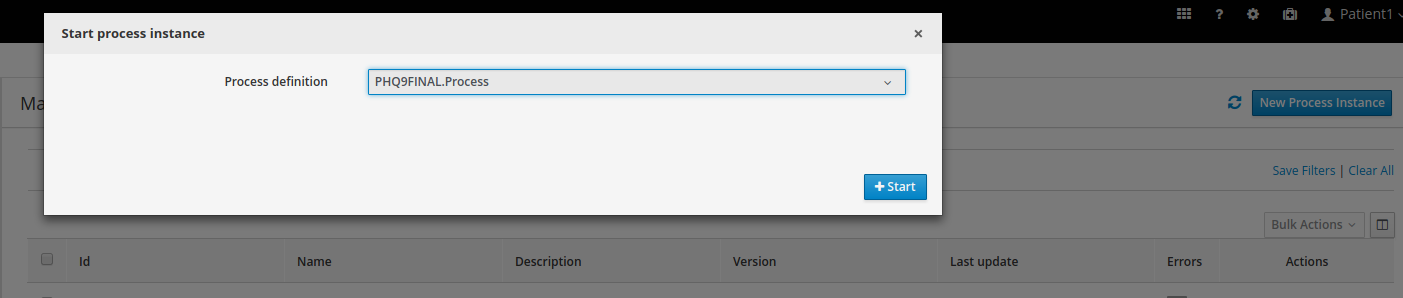 ? Patient1
Start process instance ×
Process definition PHQ9FINAL.Process
Ma
New Process Instance
+ Start
Save Filters | Clear All
Bulk Actions
Id Name Description Version Last update Errors Actions